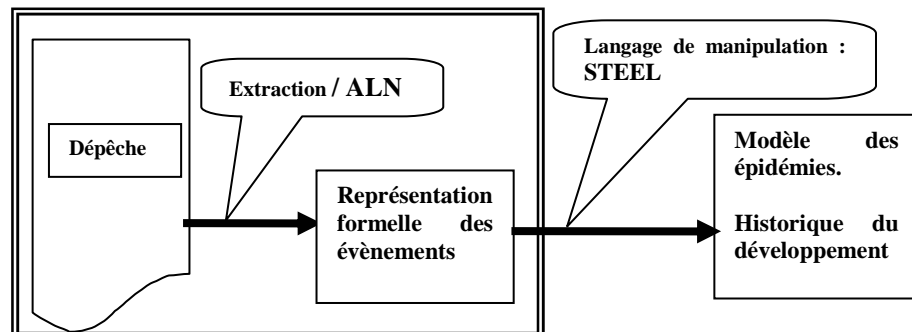 Dépêche
Extraction / ALN
Représentation
formelle des
évènements
Langage de manipulation :
STEEL
Modèle des
épidémies.
Historique du
développement